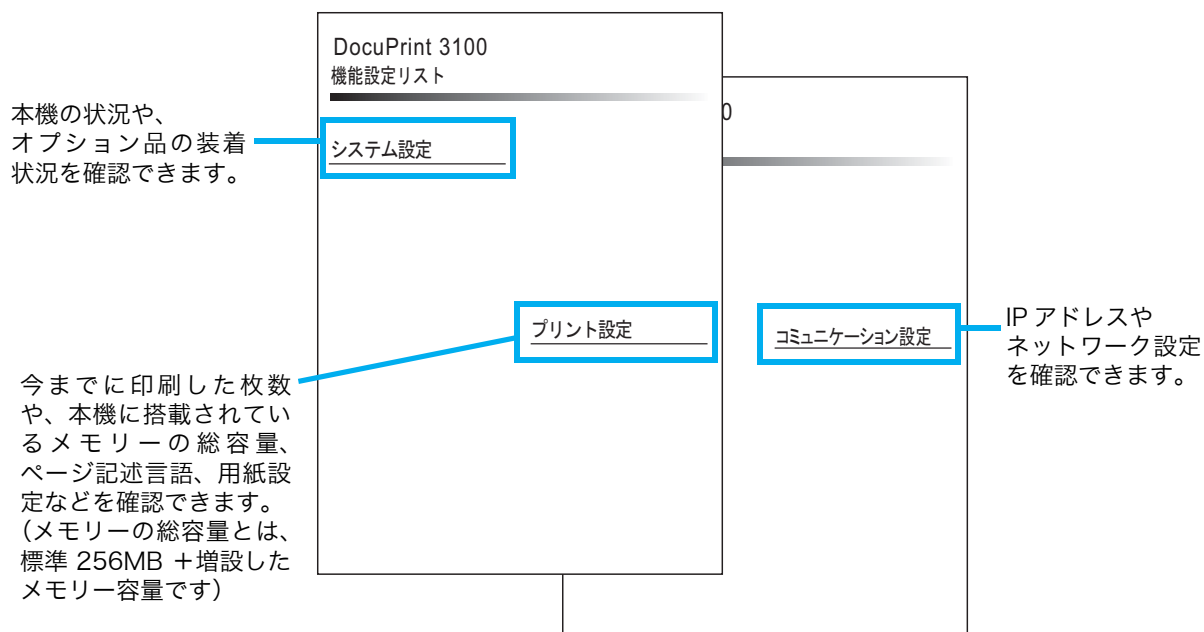 DocuPrint 3100
機能設定リスト
0
本機の状況や、
オプション品の装着
状況を確認できます。
システム設定
プリント設定
コミュニケーション設定
IP アドレスや
ネットワーク設定
を確認できます。
今までに印刷した枚数
や、本機に搭載されてい
るメモリーの総容量、
ページ記述言語、用紙設
定などを確認できます。
（メモリーの総容量とは、
標準 256MB ＋増設した
メモリー容量です）